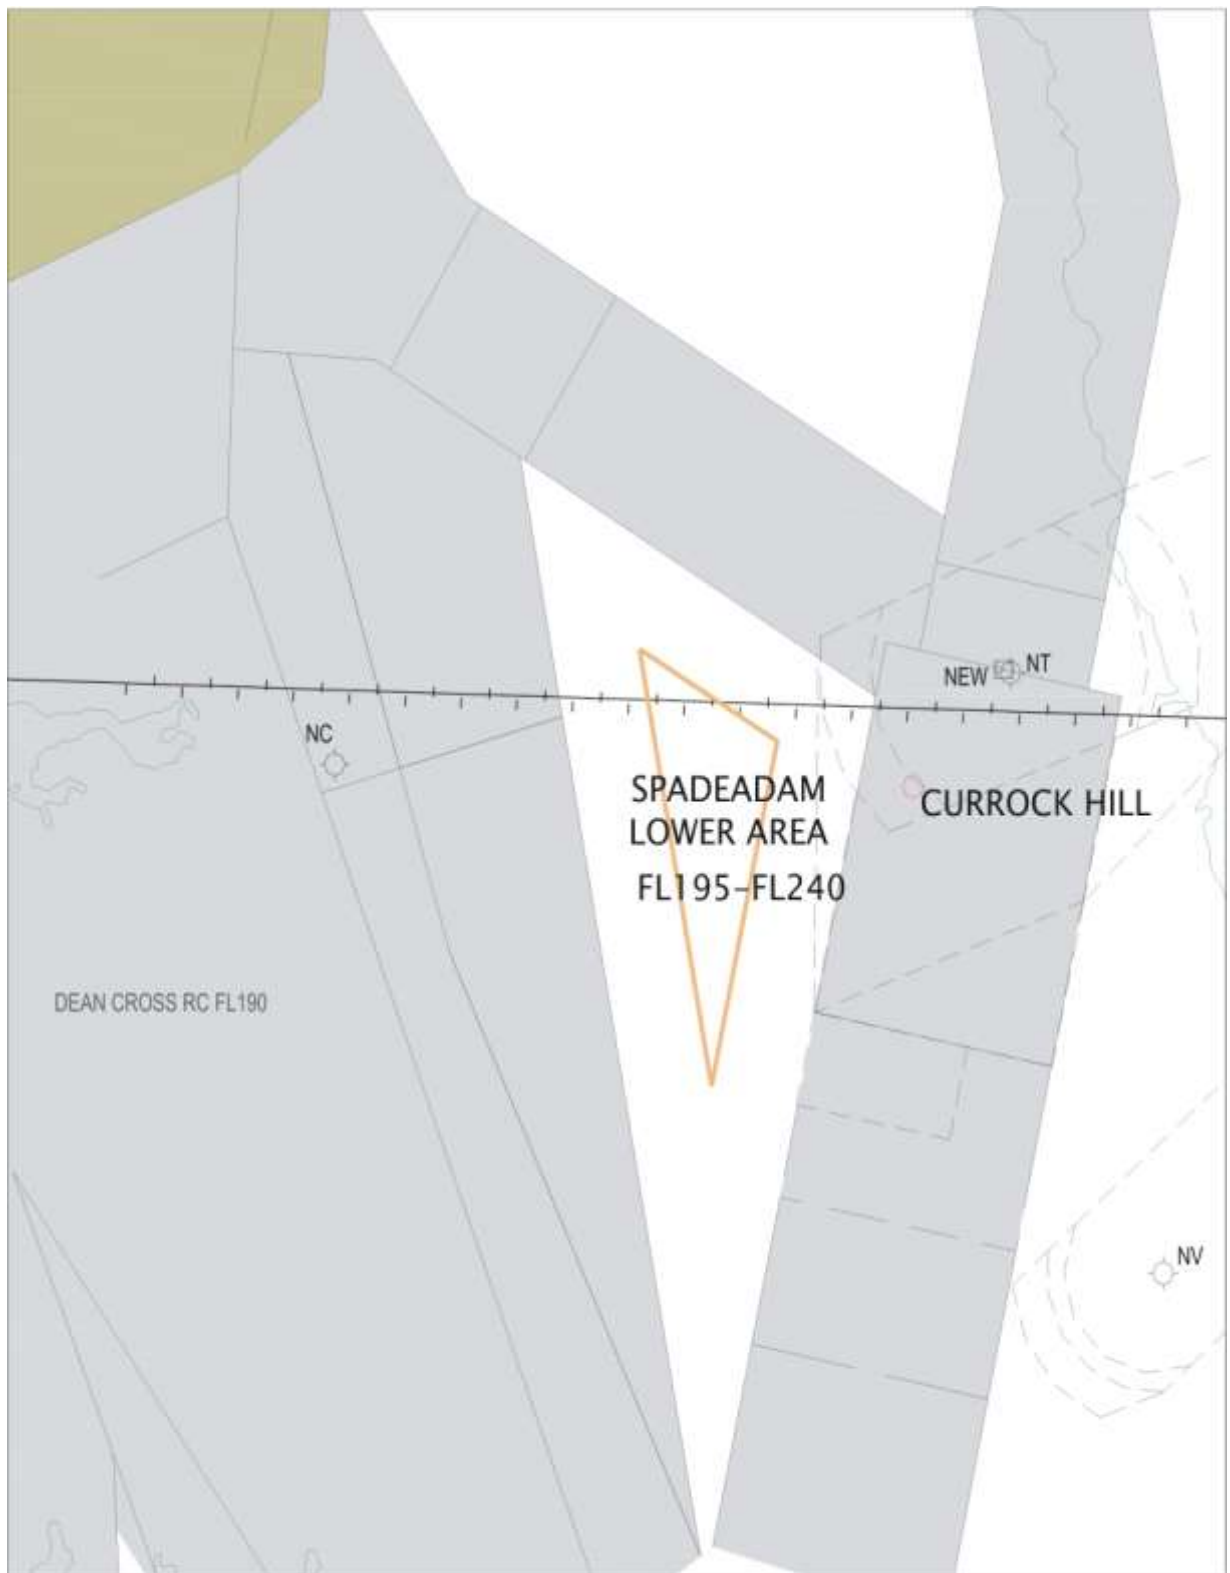 NEW
NT
NC
SPADEADAM
LOWER AREA
FL195-FL240
CURROCK HILL
DEAN CROSS RC FL190
NV